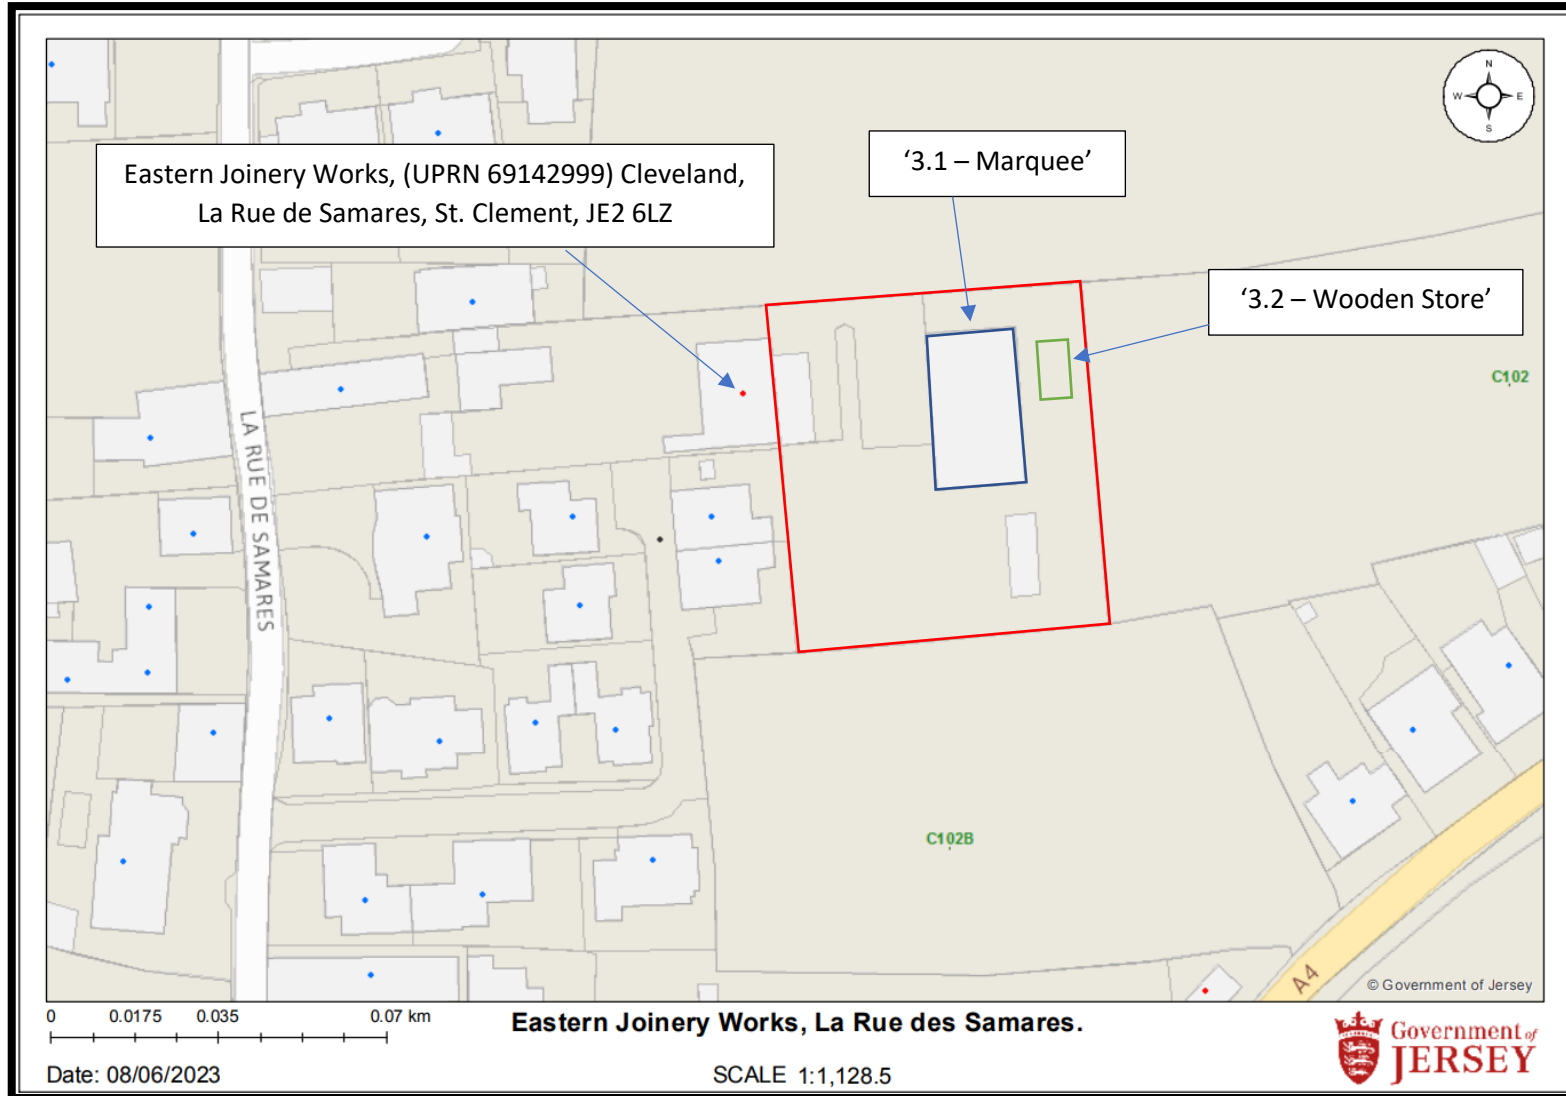 N
W E
S
Eastern Joinery Works, (UPRN 69142999) Cleveland,
La Rue de Samares, St. Clement, JE2 6LZ
‘3.1 – Marquee’
‘3.2 – Wooden Store’
C102
LA RUE DE SAMARES
C102B
A4
© Government of Jersey
0 0.0175 0.035 0.07 km
Eastern Joinery Works, La Rue des Samares.
Date: 08/06/2023
SCALE 1:1,128.5
Government of
JERSEY